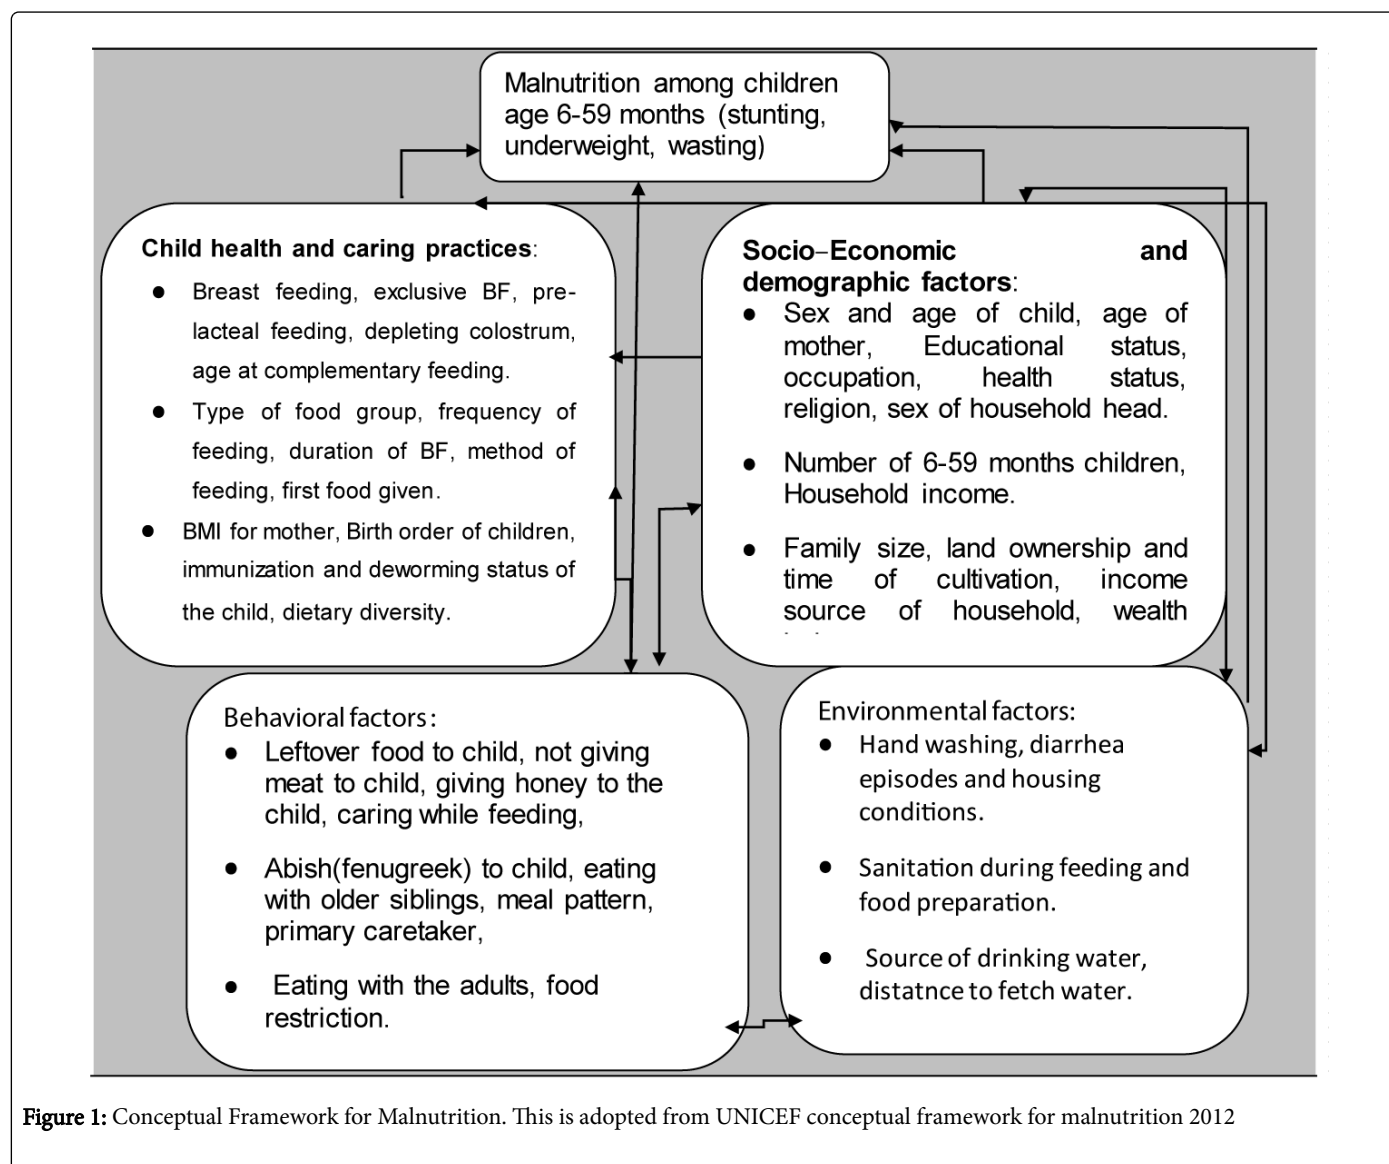 Malnutrition among children
age 6-59 months (stunting,
underweight, wasting)
Child health and caring practices:
● Breast feeding, exclusive BF, pre-
lacteal feeding, depleting colostrum,
age at complementary feeding.
● Type of food group, frequency of
feeding, duration of BF, method of
feeding, first food given.
● BMI for mother, Birth order of children,
immunization and deworming status of
the child, dietary diversity.
Socio–Economic and
demographic factors:
● Sex and age of child, age of
mother, Educational status,
occupation, health status,
religion, sex of household head.
● Number of 6-59 months children,
Household income.
● Family size, land ownership and
time of cultivation, income
source of household, wealth
Behavioral factors:
● Leftover food to child, not giving
meat to child, giving honey to the
child, caring while feeding,
● Abish(fenugreek) to child, eating
with older siblings, meal pattern,
primary caretaker,
● Eating with the adults, food
restriction.
Environmental factors:
● Hand washing, diarrhea
episodes and housing
conditions.
● Sanitation during feeding and
food preparation.
● Source of drinking water,
distatnce to fetch water.
Figure 1: Conceptual Framework for Malnutrition. This is adopted from UNICEF conceptual framework for malnutrition 2012